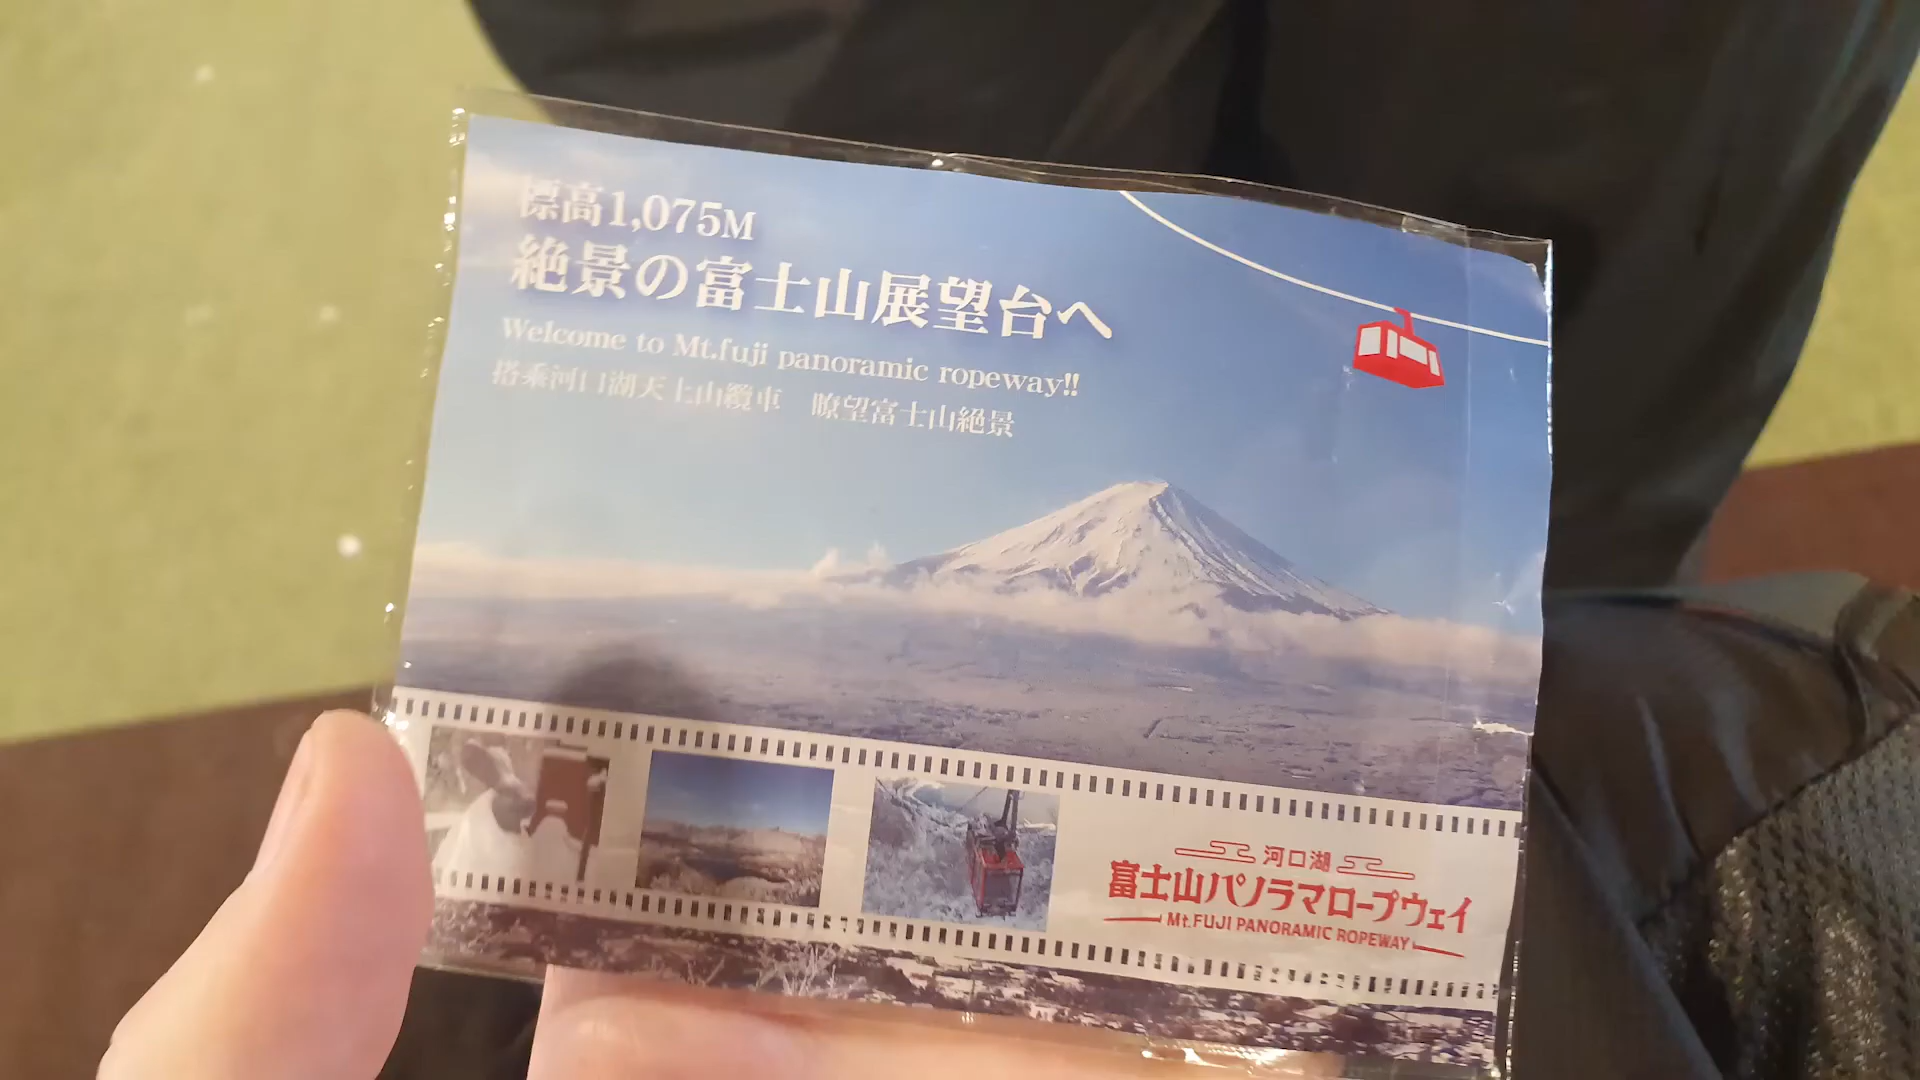 標高1,075M
絶景の富士山展望台へ
Welcome to Mt.fuji panoramic ropeway!!
搭乘河口湖天上山纜車　瞭望富士山絶景
河口湖
富士山パノラマロープウェイ
Mt.FUJI PANORAMIC ROPEWAY